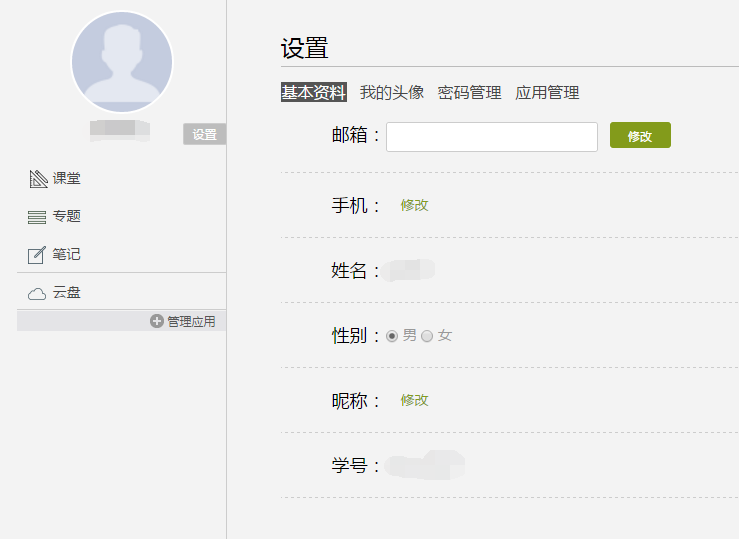 设置
课堂
专题
笔记
云盘
管理应用
设置
基本资料 我的头像 密码管理 应用管理
邮箱： 修改
手机： 修改
姓名：
性别： 男 女
昵称： 修改
学号：